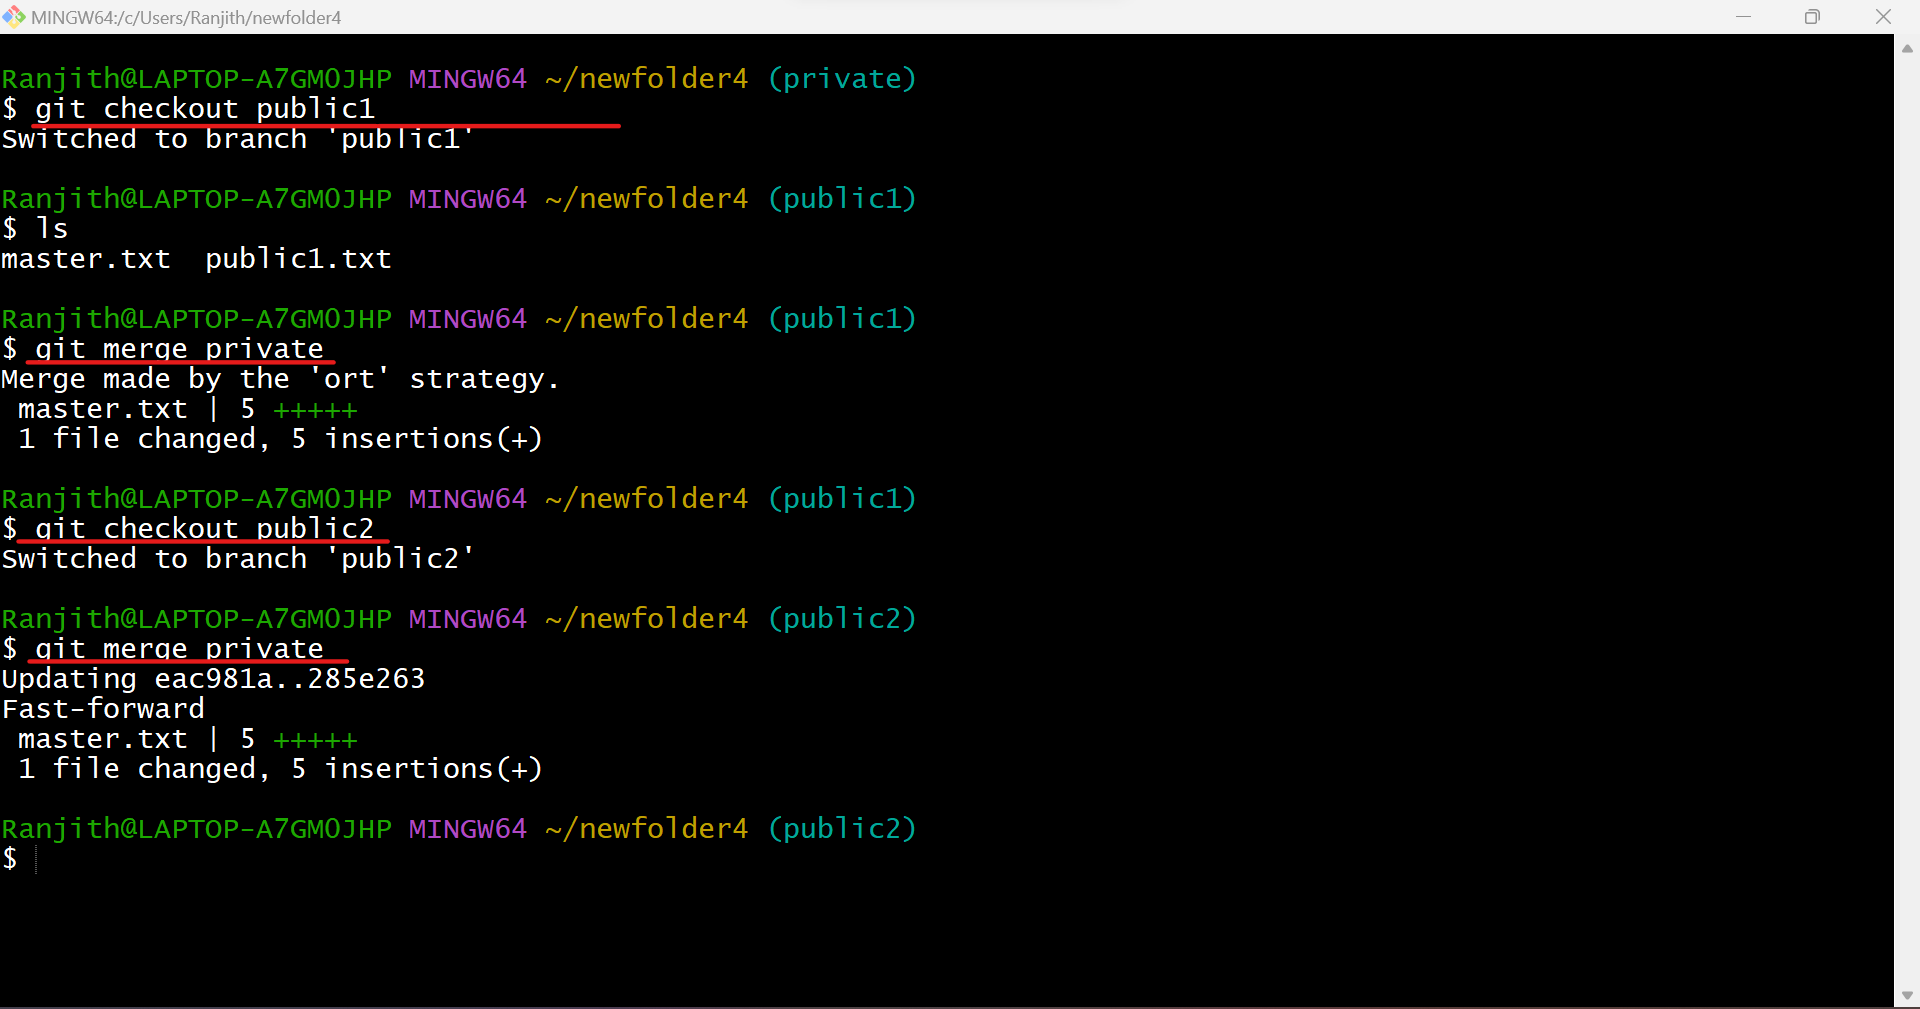 MINGW64:/c/Users/Ranjith/newfolder4
Ranjith@LAPTOP-A7GMOJHP MINGW64 ~/newfolder4 (private)
$ git checkout public1
Switched to branch 'public1'
Ranjith@LAPTOP-A7GMOJHP MINGW64 ~/newfolder4 (public1)
$ ls
master.txt  public1.txt
Ranjith@LAPTOP-A7GMOJHP MINGW64 ~/newfolder4 (public1)
$ git merge private
Merge made by the 'ort' strategy.
 master.txt | 5 +++++
 1 file changed, 5 insertions(+)
Ranjith@LAPTOP-A7GMOJHP MINGW64 ~/newfolder4 (public1)
$ git checkout public2
Switched to branch 'public2'
Ranjith@LAPTOP-A7GMOJHP MINGW64 ~/newfolder4 (public2)
$ git merge private
Updating eac981a..285e263
Fast-forward
 master.txt | 5 +++++
 1 file changed, 5 insertions(+)
Ranjith@LAPTOP-A7GMOJHP MINGW64 ~/newfolder4 (public2)
$